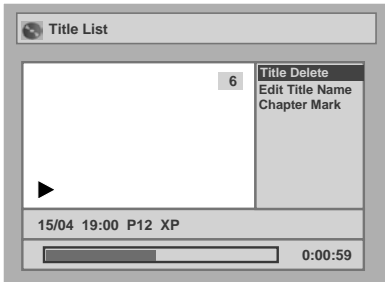 Title List
6
Title Delete
Edit Title Name
Chapter Mark
15/04 19:00 P12 XP
0:00:59